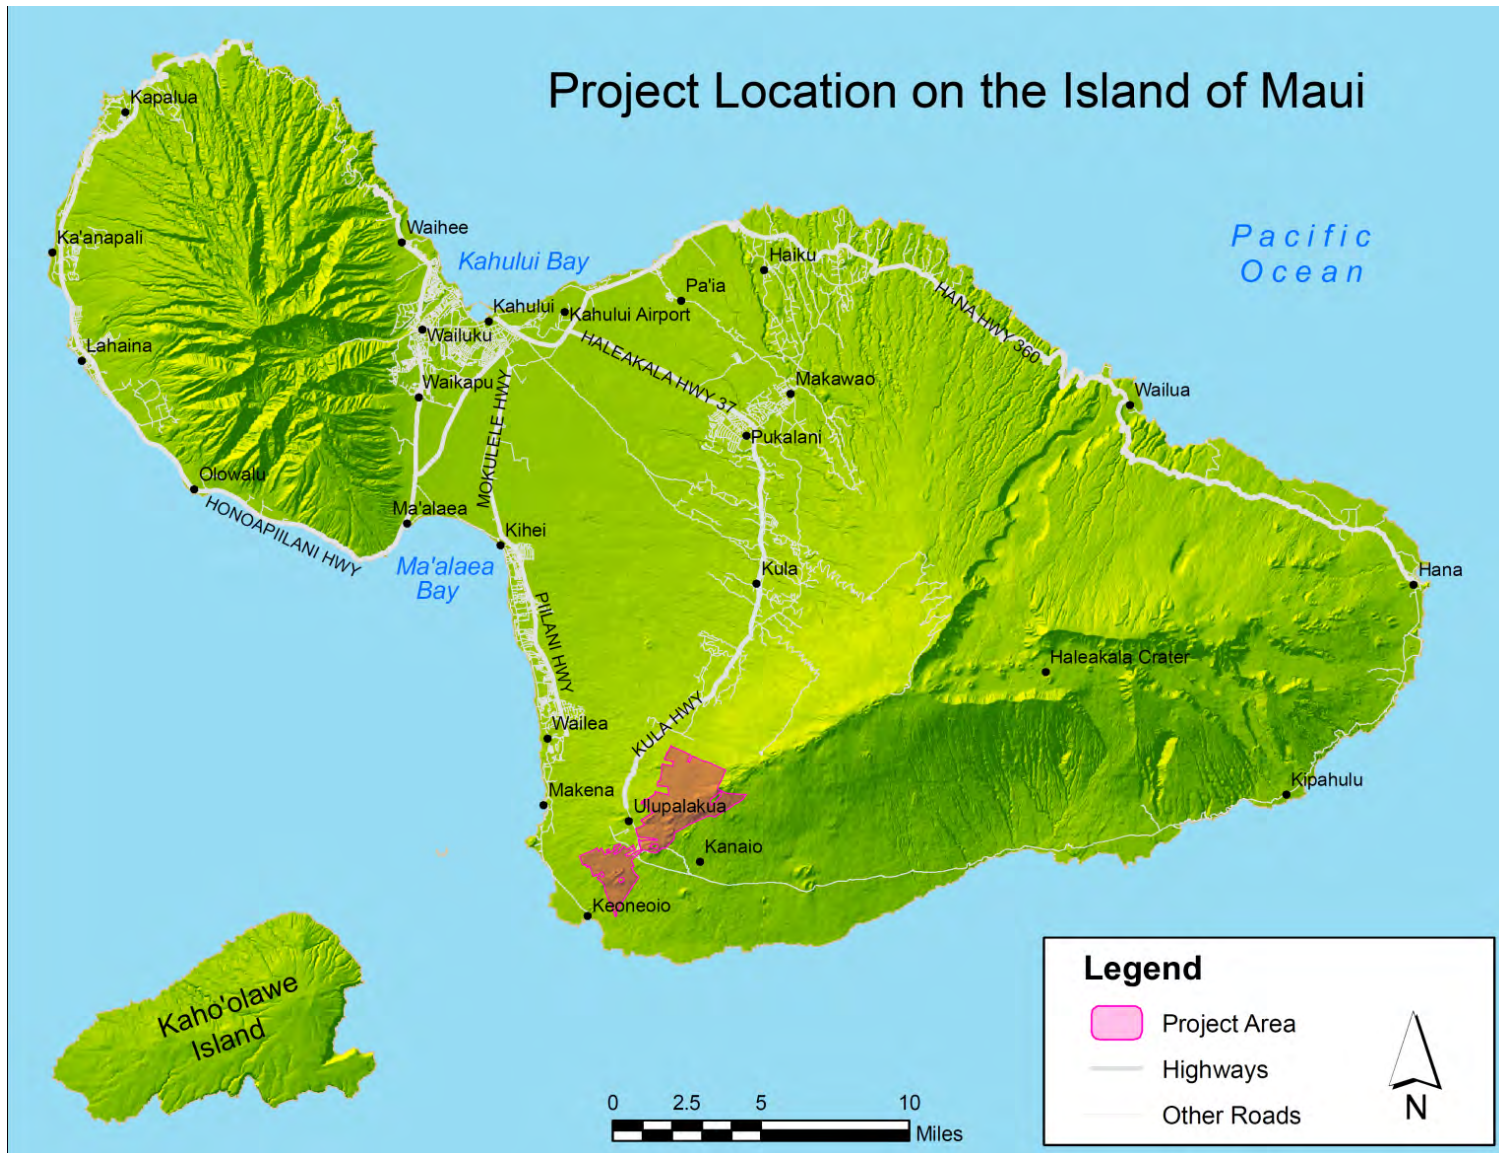 Project Location on the Island of Maui
Kapalua
Ka'anapali
Waihee
Kahului Bay
Haiku
Pacific
Ocean
Pa'ia
Kahului
Kahului Airport
HANA HWY 360
Lahaina
Wailuku
HALEAKALA HWY 37
Waikapu
MOKULELE HWY
Makawao
Wailua
Pukalani
Olowalu
HONOAPIILANI HWY
Ma'alaea
Kihei
Ma'alaea
Bay
Kula
Hana
PIILANI HWY
Haleakala Crater
KULA HWY
Wailea
Makena
Ulupalakua
Kipahulu
Kanaio
Keoneoio
Kaho'olawe
Island
Legend
Project Area
Highways
Other Roads
N
0 2.5 5 10
Miles